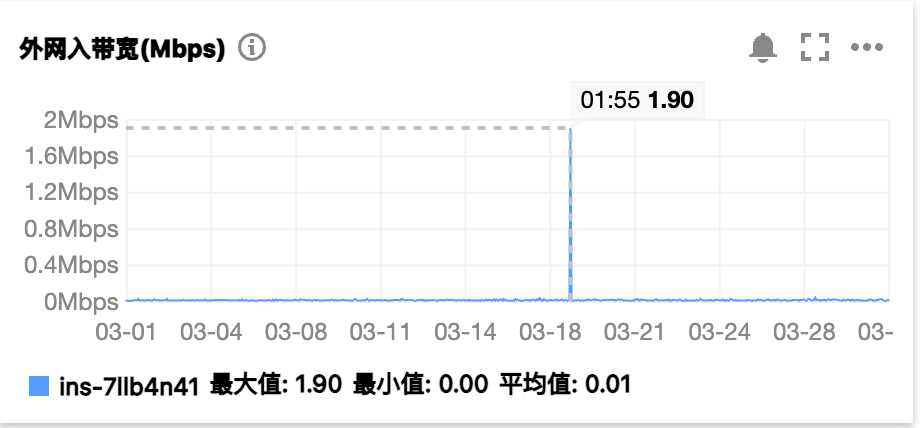 外网入带宽(Mbps)
01:55 1.90
2Mbps
1.6Mbps
1.2Mbps
0.8Mbps
0.4Mbps
0Mbps
03-01 03-04 03-08 03-11 03-14 03-18 03-21 03-24 03-28 03-
ins-7llb4n41 最大值: 1.90 最小值: 0.00 平均值: 0.01